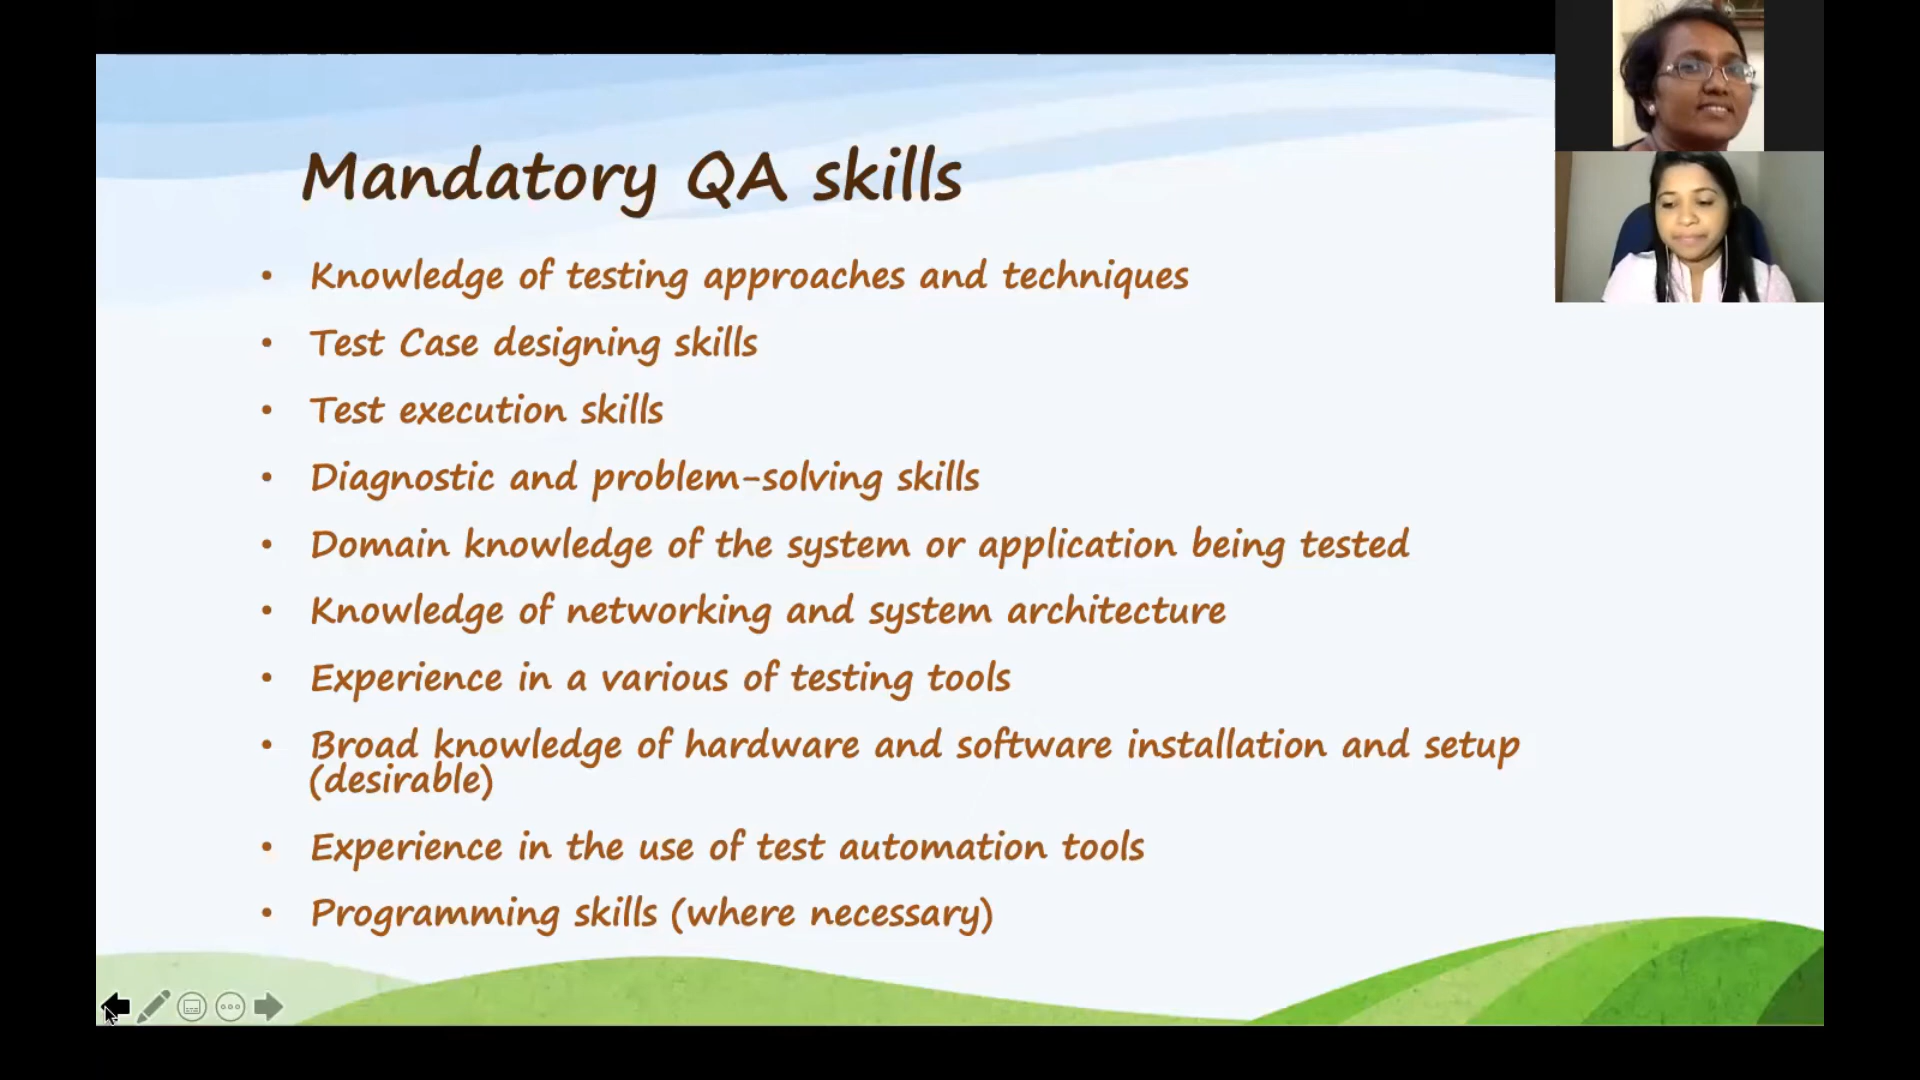 Mandatory QA skills
• Knowledge of testing approaches and techniques
• Test Case designing skills
• Test execution skills
• Diagnostic and problem-solving skills
• Domain knowledge of the system or application being tested
• Knowledge of networking and system architecture
• Experience in a various of testing tools
• Broad knowledge of hardware and software installation and setup
(desirable)
• Experience in the use of test automation tools
• Programming skills (where necessary)